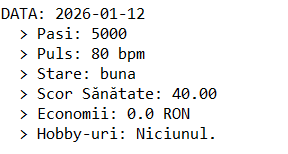 DATA: 2026-01-12
> Pasi: 5000
> Puls: 80 bpm
> Stare: buna
> Scor Sănătate: 40.00
> Economii: 0.0 RON
> Hobby-uri: Niciunul.